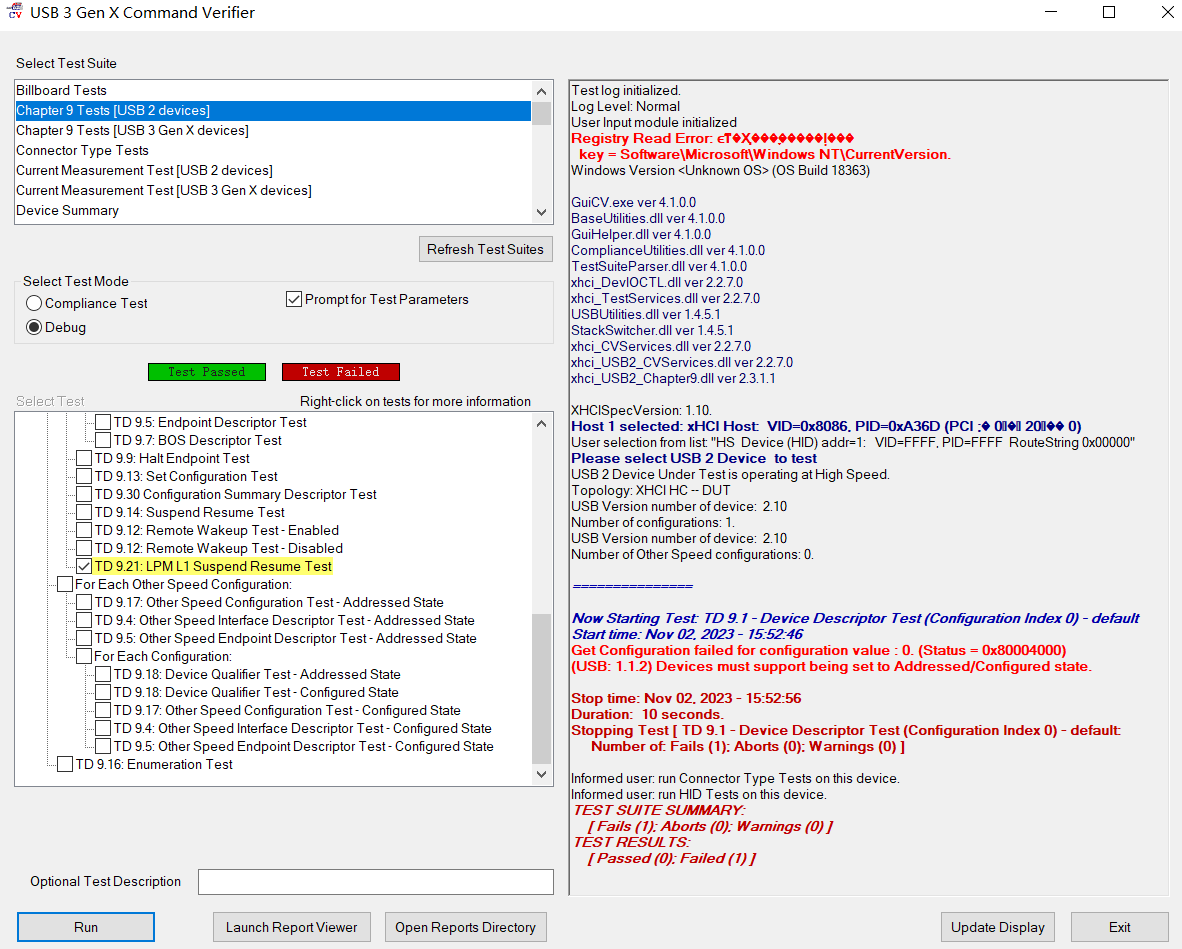 USB 3 Gen X Command Verifier
Select Test Suite
Billboard Tests
Chapter 9 Tests [USB 2 devices]
Chapter 9 Tests [USB 3 Gen X devices]
Connector Type Tests
Current Measurement Test [USB 2 devices]
Current Measurement Test [USB 3 Gen X devices]
Device Summary
Refresh Test Suites
Select Test Mode
Compliance Test
Debug
Prompt for Test Parameters
Test Passed
Test Failed
Select Test
Right-click on tests for more information
TD 9.5: Endpoint Descriptor Test
TD 9.7: BOS Descriptor Test
TD 9.9: Halt Endpoint Test
TD 9.13: Set Configuration Test
TD 9.30 Configuration Summary Descriptor Test
TD 9.14: Suspend Resume Test
TD 9.12: Remote Wakeup Test - Enabled
TD 9.12: Remote Wakeup Test - Disabled
TD 9.21: LPM L1 Suspend Resume Test
For Each Other Speed Configuration:
TD 9.17: Other Speed Configuration Test - Addressed State
TD 9.4: Other Speed Interface Descriptor Test - Addressed State
TD 9.5: Other Speed Endpoint Descriptor Test - Addressed State
For Each Configuration:
TD 9.18: Device Qualifier Test - Addressed State
TD 9.18: Device Qualifier Test - Configured State
TD 9.17: Other Speed Configuration Test - Configured State
TD 9.4: Other Speed Interface Descriptor Test - Configured State
TD 9.5: Other Speed Endpoint Descriptor Test - Configured State
TD 9.16: Enumeration Test
Optional Test Description
Run
Launch Report Viewer
Open Reports Directory
Test log initialized.
Log Level: Normal
User Input module initialized
Registry Read Error:
key = Software\Microsoft\Windows NT\CurrentVersion.
Windows Version <Unknown OS> (OS Build 18363)
GuiCV.exe ver 4.1.0.0
BaseUtilities.dll ver 4.1.0.0
GuiHelper.dll ver 4.1.0.0
ComplianceUtilities.dll ver 4.1.0.0
TestSuiteParser.dll ver 4.1.0.0
xhci_DevIOCTL.dll ver 2.2.7.0
xhci_TestServices.dll ver 2.2.7.0
USBUtilities.dll ver 1.4.5.1
StackSwitcher.dll ver 1.4.5.1
xhci_CVServices.dll ver 2.2.7.0
xhci_USB2_CVServices.dll ver 2.2.7.0
xhci_USB2_Chapter9.dll ver 2.3.1.1
XHCISpecVersion: 1.10.
Host 1 selected: xHCI Host: VID=0x8086, PID=0xA36D (PCI
User selection from list: "HS Device (HID) addr=1: VID=FFFF, PID=FFFF RouteString 0x00000"
Please select USB 2 Device to test
USB 2 Device Under Test is operating at High Speed.
Topology: XHCI HC -- DUT
USB Version number of device: 2.10
Number of configurations: 1.
USB Version number of device: 2.10
Number of Other Speed configurations: 0.
===============
Now Starting Test: TD 9.1 - Device Descriptor Test (Configuration Index 0) - default
Start time: Nov 02, 2023 - 15:52:46
Get Configuration failed for configuration value : 0. (Status = 0x80004000)
(USB: 1.1.2) Devices must support being set to Addressed/Configured state.
Stop time: Nov 02, 2023 - 15:52:56
Duration: 10 seconds.
Stopping Test [ TD 9.1 - Device Descriptor Test (Configuration Index 0) - default:
Number of: Fails (1); Aborts (0); Warnings (0) ]
Informed user: run Connector Type Tests on this device.
Informed user: run HID Tests on this device.
TEST SUITE SUMMARY:
[ Fails (1); Aborts (0); Warnings (0) ]
TEST RESULTS:
[ Passed (0); Failed (1) ]
Update Display
Exit